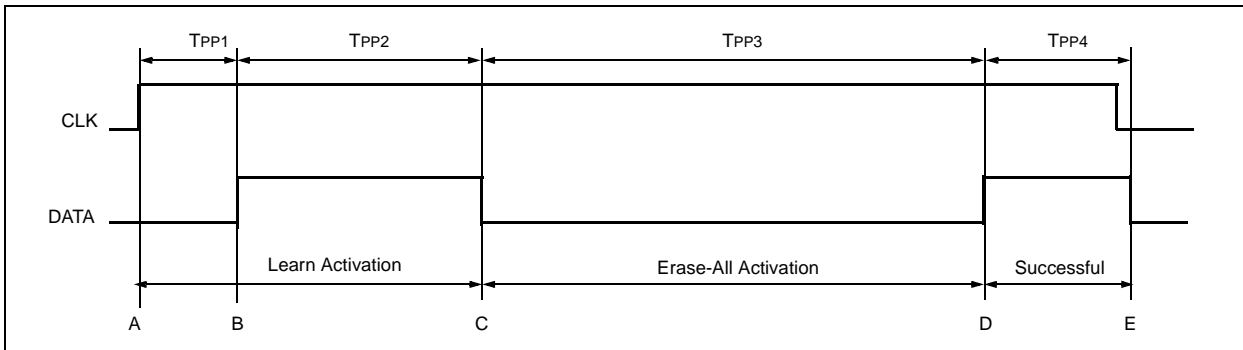 TPP1 TPP2 TPP3 TPP4
CLK
DATA
Learn Activation Erase-All Activation Successful
A B C D E